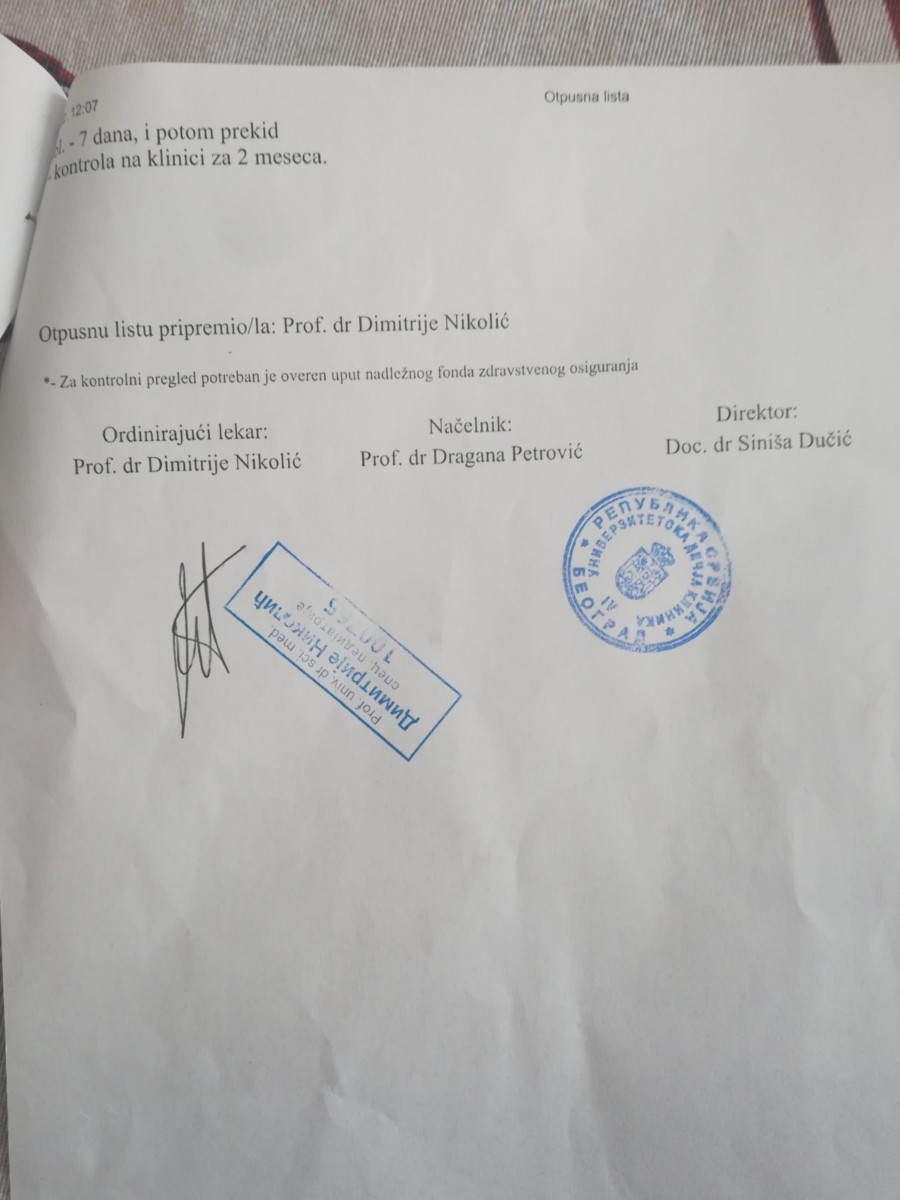 12:07
Otpusna lista
- 7 dana, i potom prekid
- kontrola na klinici za 2 meseca.
Otpusnu listu pripremio/la: Prof. dr Dimitrije Nikolić
*- Za kontrolni pregled potreban je overen uput nadležnog fonda zdravstvenog osiguranja
Ordinirajući lekar:
Prof. dr Dimitrije Nikolić
Načelnik:
Prof. dr Dragana Petrović
Direktor:
Doc. dr Siniša Dučić
Prof. univ. dr sci. med.
Димитрије Николић
спец. педијатрије
100765
РЕПУБЛИКА СРБИЈА
УНИВЕРЗИТЕТСКА ДЕЧЈА КЛИНИКА
IV
БЕОГРАД